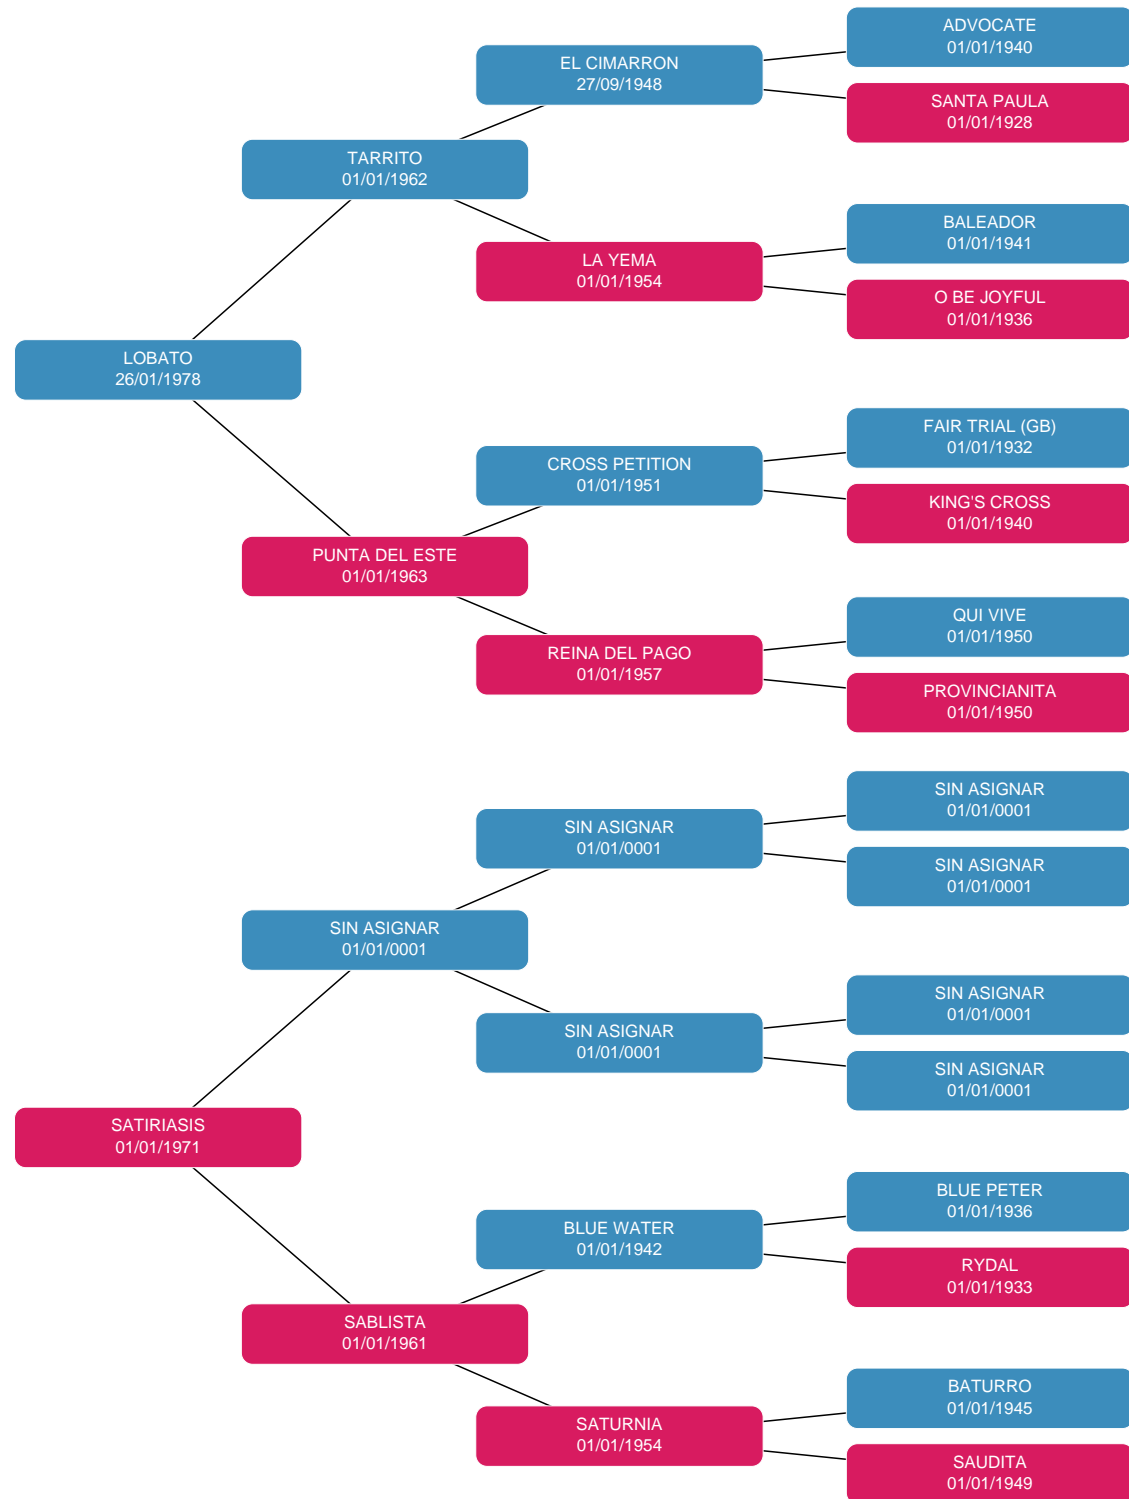 ADVOCATE
01/01/1940
EL CIMARRON
27/09/1948
SANTA PAULA
01/01/1928
TARRITO
01/01/1962
BALEADOR
01/01/1941
LA YEMA
01/01/1954
O BE JOYFUL
01/01/1936
LOBATO
26/01/1978
FAIR TRIAL (GB)
01/01/1932
CROSS PETITION
01/01/1951
KING'S CROSS
01/01/1940
PUNTA DEL ESTE
01/01/1963
QUI VIVE
01/01/1950
REINA DEL PAGO
01/01/1957
PROVINCIANITA
01/01/1950
SIN ASIGNAR
01/01/0001
SIN ASIGNAR
01/01/0001
SIN ASIGNAR
01/01/0001
SIN ASIGNAR
01/01/0001
SIN ASIGNAR
01/01/0001
SIN ASIGNAR
01/01/0001
SIN ASIGNAR
01/01/0001
SATIRIASIS
01/01/1971
BLUE PETER
01/01/1936
BLUE WATER
01/01/1942
RYDAL
01/01/1933
SABLISTA
01/01/1961
BATURRO
01/01/1945
SATURNIA
01/01/1954
SAUDITA
01/01/1949